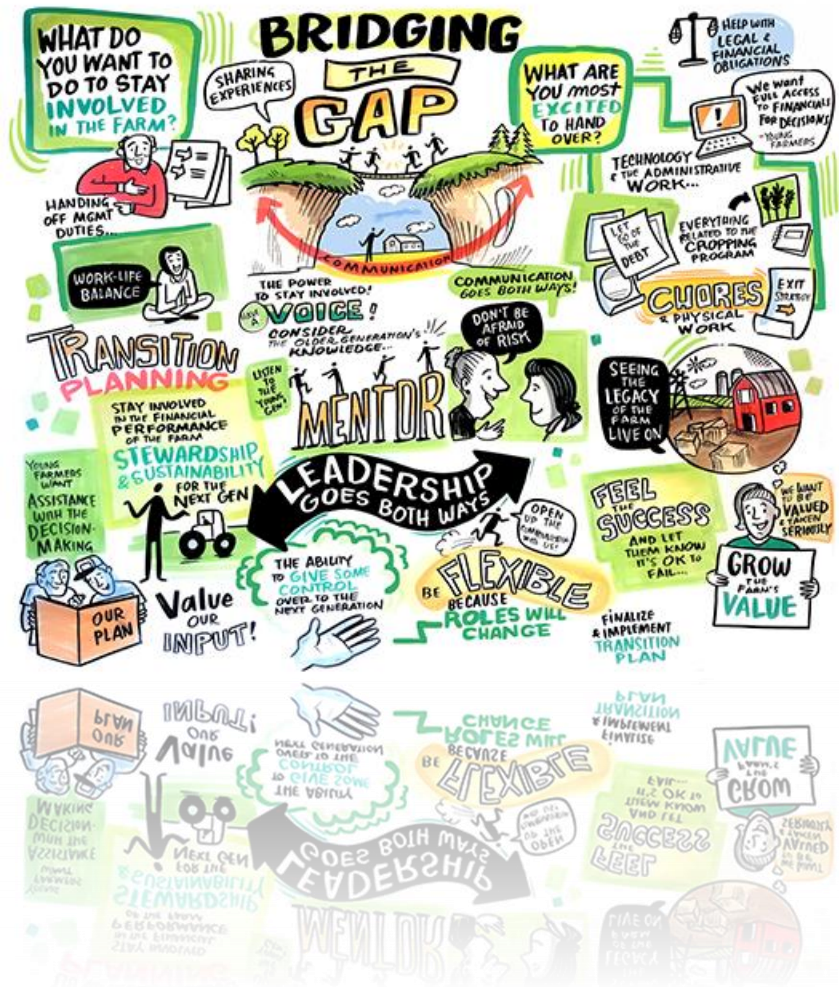 BRIDGING
THE
GAP
WHAT DO
YOU WANT TO
DO TO STAY
INVOLVED
IN THE FARM?
SHARING
EXPERIENCES
WHAT ARE
YOU MOST
EXCITED
TO HAND
OVER?
HELP WITH
LEGAL &
FINANCIAL
OBLIGATIONS
We want
FULL ACCESS
TO FINANCIALS
FOR DECISIONS
-YOUNG
FARMERS
HANDING
OFF MGMT
DUTIES...
TECHNOLOGY
& THE ADMINISTRATIVE
WORK...
LET
GO OF
THE
DEBT
EVERYTHING
RELATED TO THE
CROPPING
PROGRAM
WORK-LIFE
BALANCE
COMMUNICATION
THE POWER
TO STAY INVOLVED!
HAVE
A
VOICE!
CONSIDER
THE OLDER GENERATION'S
KNOWLEDGE...
COMMUNICATION
GOES BOTH WAYS!
CHORES
& PHYSICAL
WORK
EXIT
STRATEGY
TRANSITION
PLANNING
LISTEN
TO
THE
YOUNG
GEN!
MENTOR
DON'T BE
AFRAID
OF RISK
SEEING
THE
LEGACY
OF THE
FARM
LIVE ON
STAY INVOLVED
IN THE FINANCIAL
PERFORMANCE
OF THE FARM
STEWARDSHIP
& SUSTAINABILITY
FOR THE
NEXT GEN
YOUNG
FARMERS
WANT
ASSISTANCE
WITH THE
DECISION-
MAKING
LEADERSHIP
GOES BOTH WAYS
OPEN
UP THE
COMMUNICATION
WITH US!
FEEL
THE
SUCCESS
AND LET
THEM KNOW
IT'S OK TO
FAIL...
WE WANT
TO BE
VALUED
& TAKEN
SERIOUSLY
GROW
THE
FARM'S
VALUE
OUR
PLAN
Value
OUR
INPUT!
THE ABILITY
TO GIVE SOME
CONTROL
OVER TO THE
NEXT GENERATION
BE FLEXIBLE
BECAUSE
ROLES WILL
CHANGE
FINALIZE
& IMPLEMENT
TRANSITION
PLAN